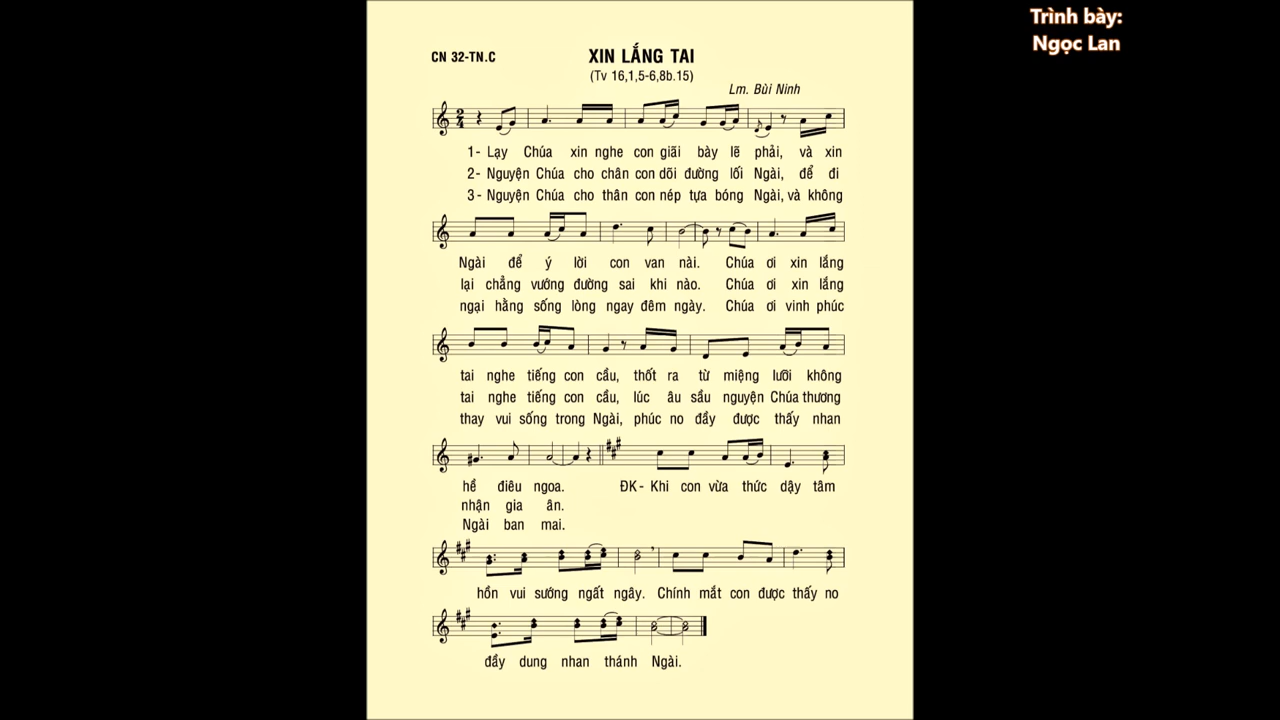 Trình bày:
Ngọc Lan
CN 32-TN.C
XIN LẮNG TAI
(Tv 16,1,5-6,8b.15)
Lm. Bùi Ninh
1- Lạy Chúa xin nghe con giãi bày lẽ phải, và xin
2- Nguyện Chúa cho chân con dõi đường lối Ngài, để đi
3- Nguyện Chúa cho thân con nép tựa bóng Ngài, và không
Ngài để ý lời con van nài. Chúa ơi xin lắng
lại chẳng vướng đường sai khi nào. Chúa ơi xin lắng
ngại hằng sống lòng ngay đêm ngày. Chúa ơi vinh phúc
tai nghe tiếng con cầu, thốt ra từ miệng lưỡi không
tai nghe tiếng con cầu, lúc âu sầu nguyện Chúa thương
thay vui sống trong Ngài, phúc no đầy được thấy nhan
hề điêu ngoa. ĐK- Khi con vừa thức dậy tâm
nhận gia ân.
Ngài ban mai.
hồn vui sướng ngất ngây. Chính mắt con được thấy no
đầy dung nhan thánh Ngài.